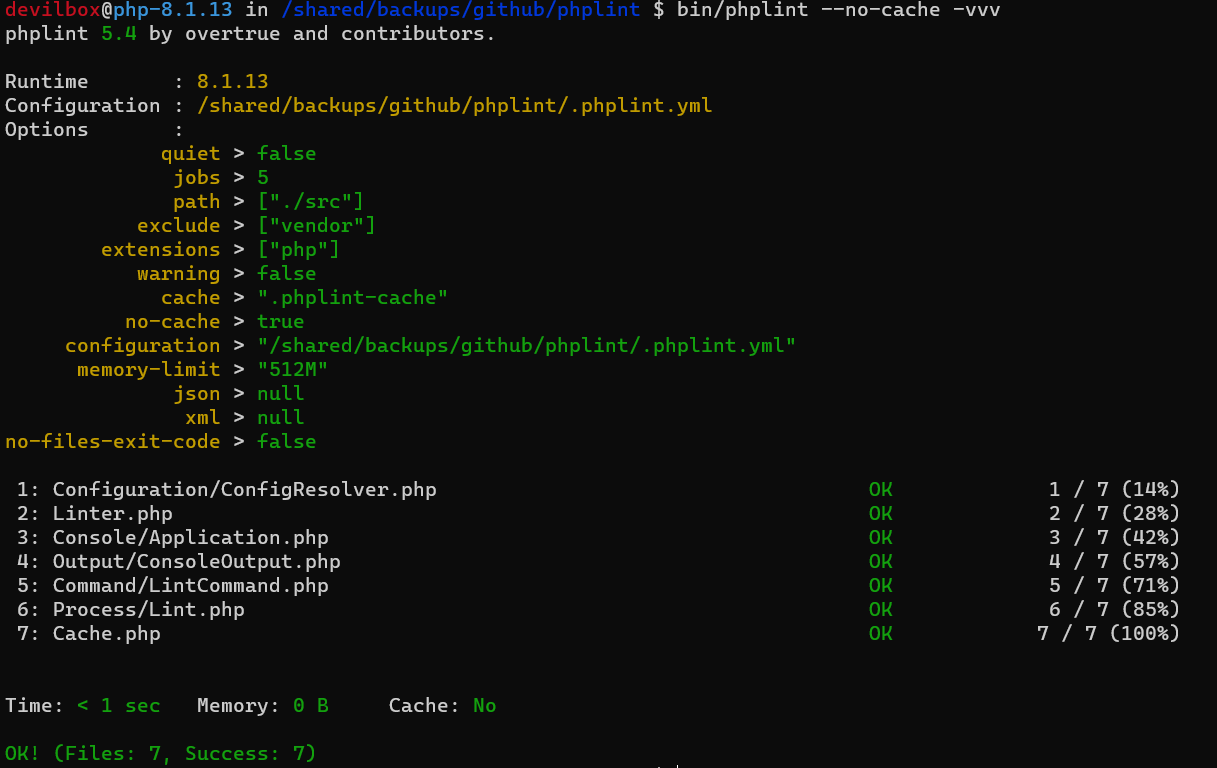 devilbox@php-8.1.13 in /shared/backups/github/phplint $ bin/phplint --no-cache -vvv
phplint 5.4 by overtrue and contributors.
Runtime : 8.1.13
Configuration : /shared/backups/github/phplint/.phplint.yml
Options :
quiet > false
jobs > 5
path > ["./src"]
exclude > ["vendor"]
extensions > ["php"]
warning > false
cache > ".phplint-cache"
no-cache > true
configuration > "/shared/backups/github/phplint/.phplint.yml"
memory-limit > "512M"
json > null
xml > null
no-files-exit-code > false
1: Configuration/ConfigResolver.php OK 1 / 7 (14%)
2: Linter.php OK 2 / 7 (28%)
3: Console/Application.php OK 3 / 7 (42%)
4: Output/ConsoleOutput.php OK 4 / 7 (57%)
5: Command/LintCommand.php OK 5 / 7 (71%)
6: Process/Lint.php OK 6 / 7 (85%)
7: Cache.php OK 7 / 7 (100%)
Time: < 1 sec Memory: 0 B Cache: No
OK! (Files: 7, Success: 7)